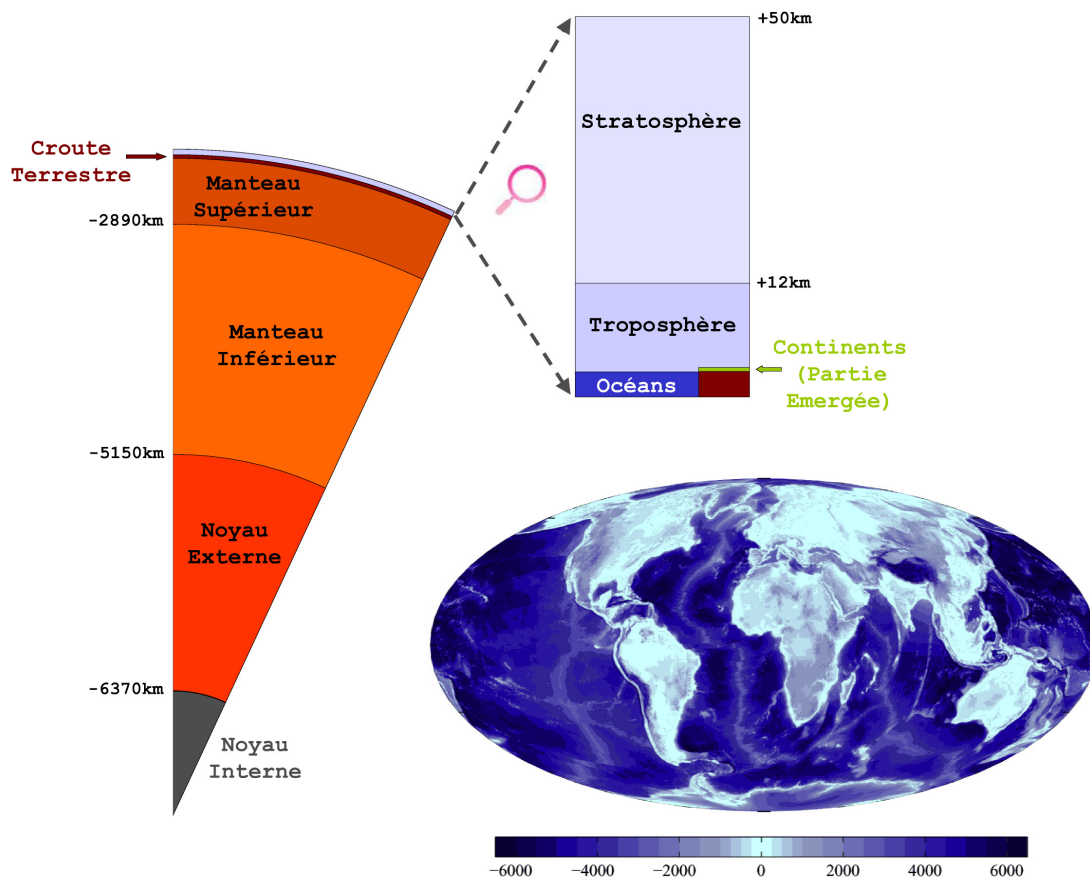 +50km
Stratosphère
Croute
Terrestre
Manteau
Supérieur
-2890km
+12km
Troposphère
Manteau
Inférieur
Continents
(Partie
Emergée)
Océans
-5150km
Noyau
Externe
-6370km
Noyau
Interne
-6000 -4000 -2000 0 2000 4000 6000